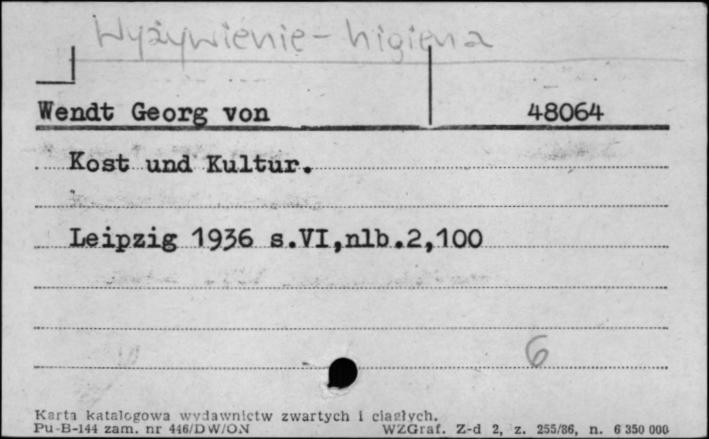 Wyżywienie - higiena
Wendt Georg von 48064
Kost und Kultur.
Leipzig 1936 s.VI,nlb.2,100
6
Karta katalogowa wydawnictw zwartych i ciągłych.
Pu-B-144 zam. nr 446/DW/ON WZGraf. Z-d 2, z. 255/86, n. 6 350 000